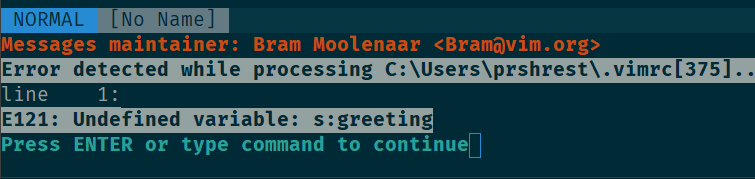 NORMAL [No Name]
Messages maintainer: Bram Moolenaar <Bram@vim.org>
Error detected while processing C:\Users\prshrest\.vimrc[375]..
line    1:
E121: Undefined variable: s:greeting
Press ENTER or type command to continue